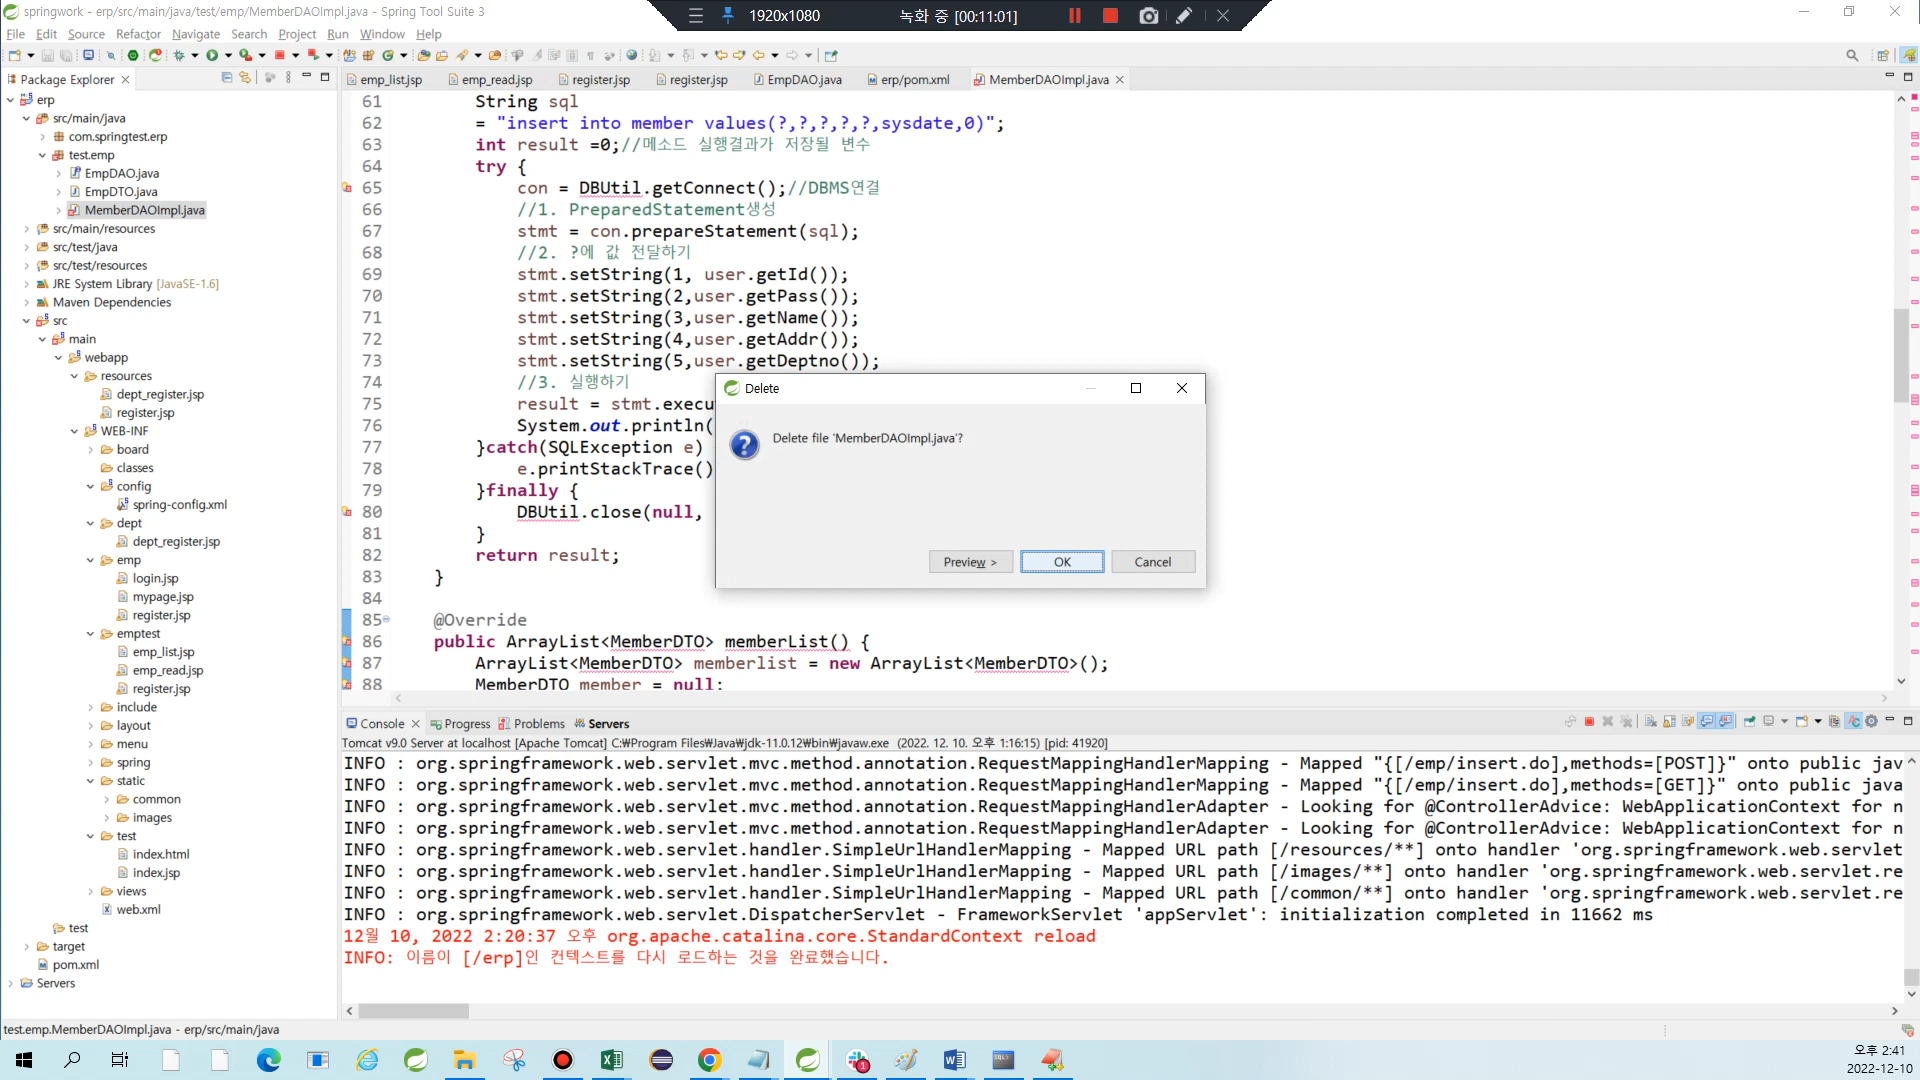 springwork - erp/src/main/java/test/emp/MemberDAOImpl.java - Spring Tool Suite 3
1920x1080
녹화 중 [00:11:01]
File Edit Source Refactor Navigate Search Project Run Window Help
Package Explorer
emp_list.jsp
emp_read.jsp
register.jsp
register.jsp
EmpDAO.java
erp/pom.xml
MemberDAOImpl.java
erp
src/main/java
com.springtest.erp
test.emp
EmpDAO.java
EmpDTO.java
MemberDAOImpl.java
src/main/resources
src/test/java
src/test/resources
JRE System Library [JavaSE-1.6]
Maven Dependencies
src
main
webapp
resources
dept_register.jsp
register.jsp
WEB-INF
board
classes
config
spring-config.xml
dept
dept_register.jsp
emp
login.jsp
mypage.jsp
register.jsp
emptest
emp_list.jsp
emp_read.jsp
register.jsp
include
layout
menu
spring
static
common
images
test
index.html
index.jsp
views
web.xml
test
target
pom.xml
Servers
61 String sql
62 = "insert into member values(?,?,?,?,?,sysdate,0)";
63 int result =0;//메소드 실행결과가 저장될 변수
64 try {
65 con = DBUtil.getConnect();//DBMS연결
66 //1. PreparedStatement생성
67 stmt = con.prepareStatement(sql);
68 //2. ?에 값 전달하기
69 stmt.setString(1, user.getId());
70 stmt.setString(2,user.getPass());
71 stmt.setString(3,user.getName());
72 stmt.setString(4,user.getAddr());
73 stmt.setString(5,user.getDeptno());
74 //3. 실행하기
75 result = stmt.execu
76 System.out.println(
77 }catch(SQLException e)
78 e.printStackTrace()
79 }finally {
80 DBUtil.close(null,
81 }
82 return result;
83 }
84
85 @Override
86 public ArrayList<MemberDTO> memberList() {
87 ArrayList<MemberDTO> memberlist = new ArrayList<MemberDTO>();
88 MemberDTO member = null;
Delete
Delete file 'MemberDAOImpl.java'?
Preview > OK Cancel
Console Progress Problems Servers
Tomcat v9.0 Server at localhost [Apache Tomcat] C:₩Program Files₩Java₩jdk-11.0.12₩bin₩javaw.exe (2022. 12. 10. 오후 1:16:15) [pid: 41920]
INFO : org.springframework.web.servlet.mvc.method.annotation.RequestMappingHandlerMapping - Mapped "{[/emp/insert.do],methods=[POST]}" onto public jav
INFO : org.springframework.web.servlet.mvc.method.annotation.RequestMappingHandlerMapping - Mapped "{[/emp/insert.do],methods=[GET]}" onto public java
INFO : org.springframework.web.servlet.mvc.method.annotation.RequestMappingHandlerAdapter - Looking for @ControllerAdvice: WebApplicationContext for n
INFO : org.springframework.web.servlet.mvc.method.annotation.RequestMappingHandlerAdapter - Looking for @ControllerAdvice: WebApplicationContext for n
INFO : org.springframework.web.servlet.handler.SimpleUrlHandlerMapping - Mapped URL path [/resources/**] onto handler 'org.springframework.web.servlet
INFO : org.springframework.web.servlet.handler.SimpleUrlHandlerMapping - Mapped URL path [/images/**] onto handler 'org.springframework.web.servlet.re
INFO : org.springframework.web.servlet.handler.SimpleUrlHandlerMapping - Mapped URL path [/common/**] onto handler 'org.springframework.web.servlet.re
INFO : org.springframework.web.servlet.DispatcherServlet - FrameworkServlet 'appServlet': initialization completed in 11662 ms
12월 10, 2022 2:20:37 오후 org.apache.catalina.core.StandardContext reload
INFO: 이름이 [/erp]인 컨텍스트를 다시 로드하는 것을 완료했습니다.
test.emp.MemberDAOImpl.java - erp/src/main/java
오후 2:41
2022-12-10